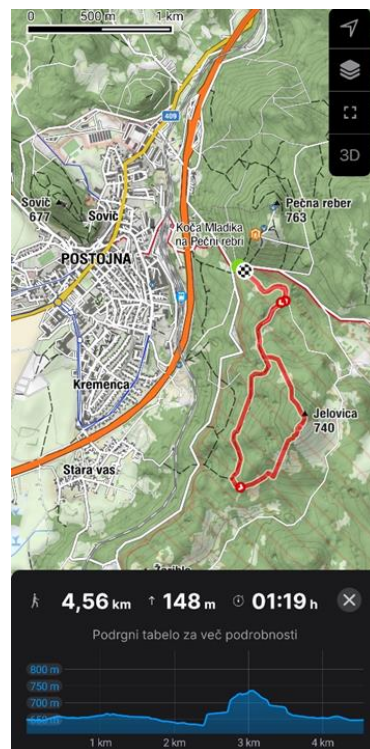 0 500 m 1 km
3D
409
Sovič
677
Sovič
Pečna reber
763
Koča Mladika
na Pečni rebri
POSTOJNA
Kremenca
Jelovica
740
Stara vas
4,56 km ↑ 148 m 01:19 h
Podrgni tabelo za več podrobnosti
800 m
750 m
700 m
650 m
1 km 2 km 3 km 4 km